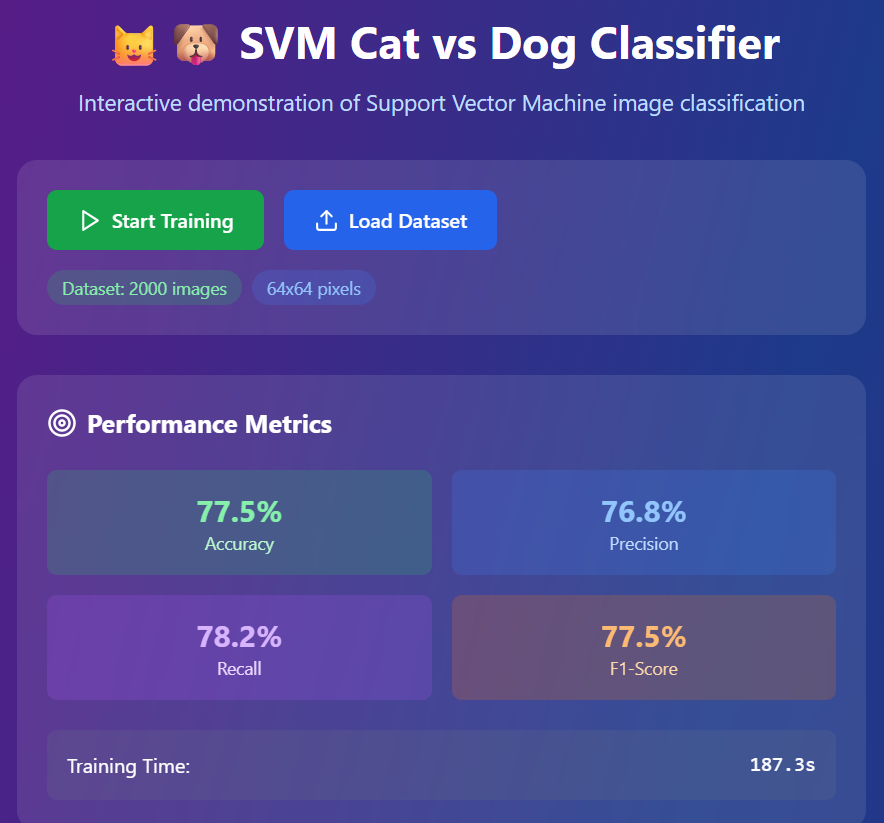 SVM Cat vs Dog Classifier
Interactive demonstration of Support Vector Machine image classification
Start Training
Load Dataset
Dataset: 2000 images
64x64 pixels
Performance Metrics
77.5%
Accuracy
76.8%
Precision
78.2%
Recall
77.5%
F1-Score
Training Time:
187.3s